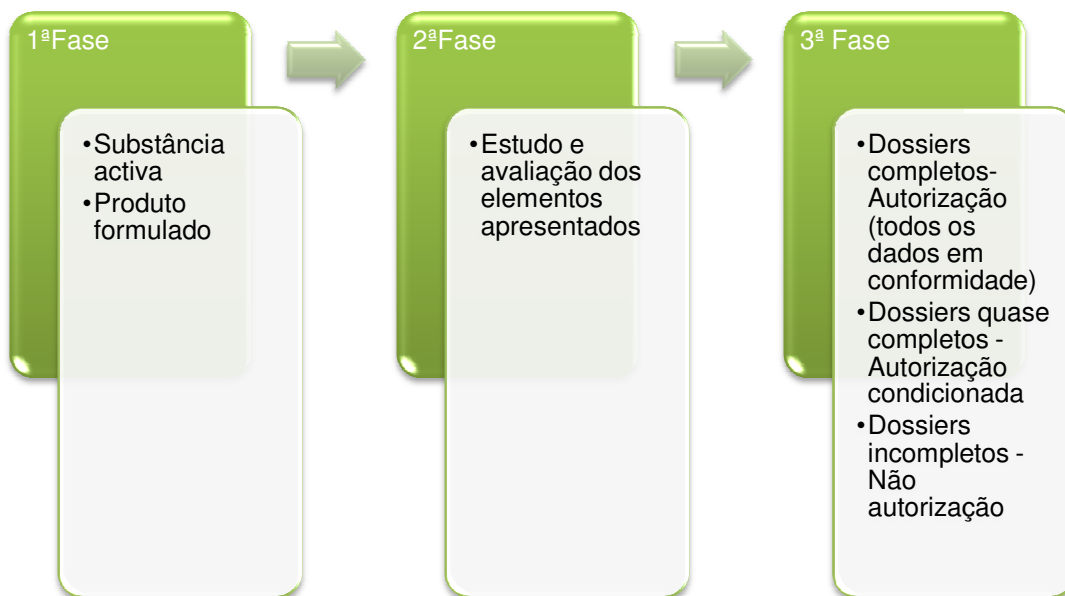 1ªFase
•Substância
activa
•Produto
formulado
2ªFase
•Estudo e
avaliação dos
elementos
apresentados
3ª Fase
•Dossiers
completos-
Autorização
(todos os
dados em
conformidade)
•Dossiers quase
completos -
Autorização
condicionada
•Dossiers
incompletos -
Não
autorização